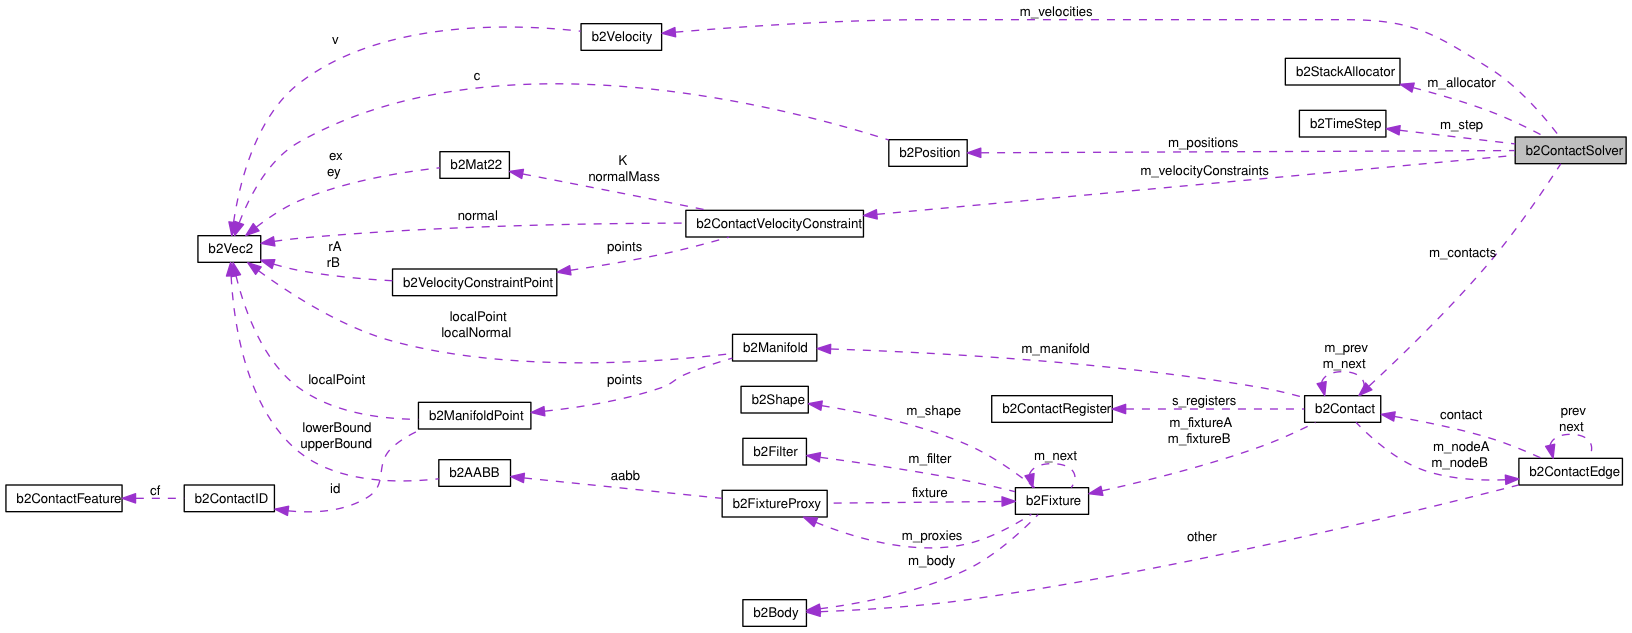 m_velocities
b2Velocity
v
b2StackAllocator
c
m_allocator
b2TimeStep
m_step
b2ContactSolver
b2Position
m_positions
ex
ey
b2Mat22
K
normalMass
m_velocityConstraints
normal
b2ContactVelocityConstraint
b2Vec2
rA
rB
points
m_contacts
b2VelocityConstraintPoint
localPoint
localNormal
b2Manifold
m_manifold
m_prev
m_next
localPoint
points
b2Shape
b2ContactRegister
s_registers
b2Contact
b2ManifoldPoint
m_shape
m_fixtureA
m_fixtureB
contact
prev
next
lowerBound
upperBound
b2Filter
m_filter
m_next
m_nodeA
m_nodeB
b2ContactEdge
b2AABB
aabb
b2ContactFeature
cf
b2ContactID
id
b2FixtureProxy
fixture
b2Fixture
m_proxies
other
m_body
b2Body